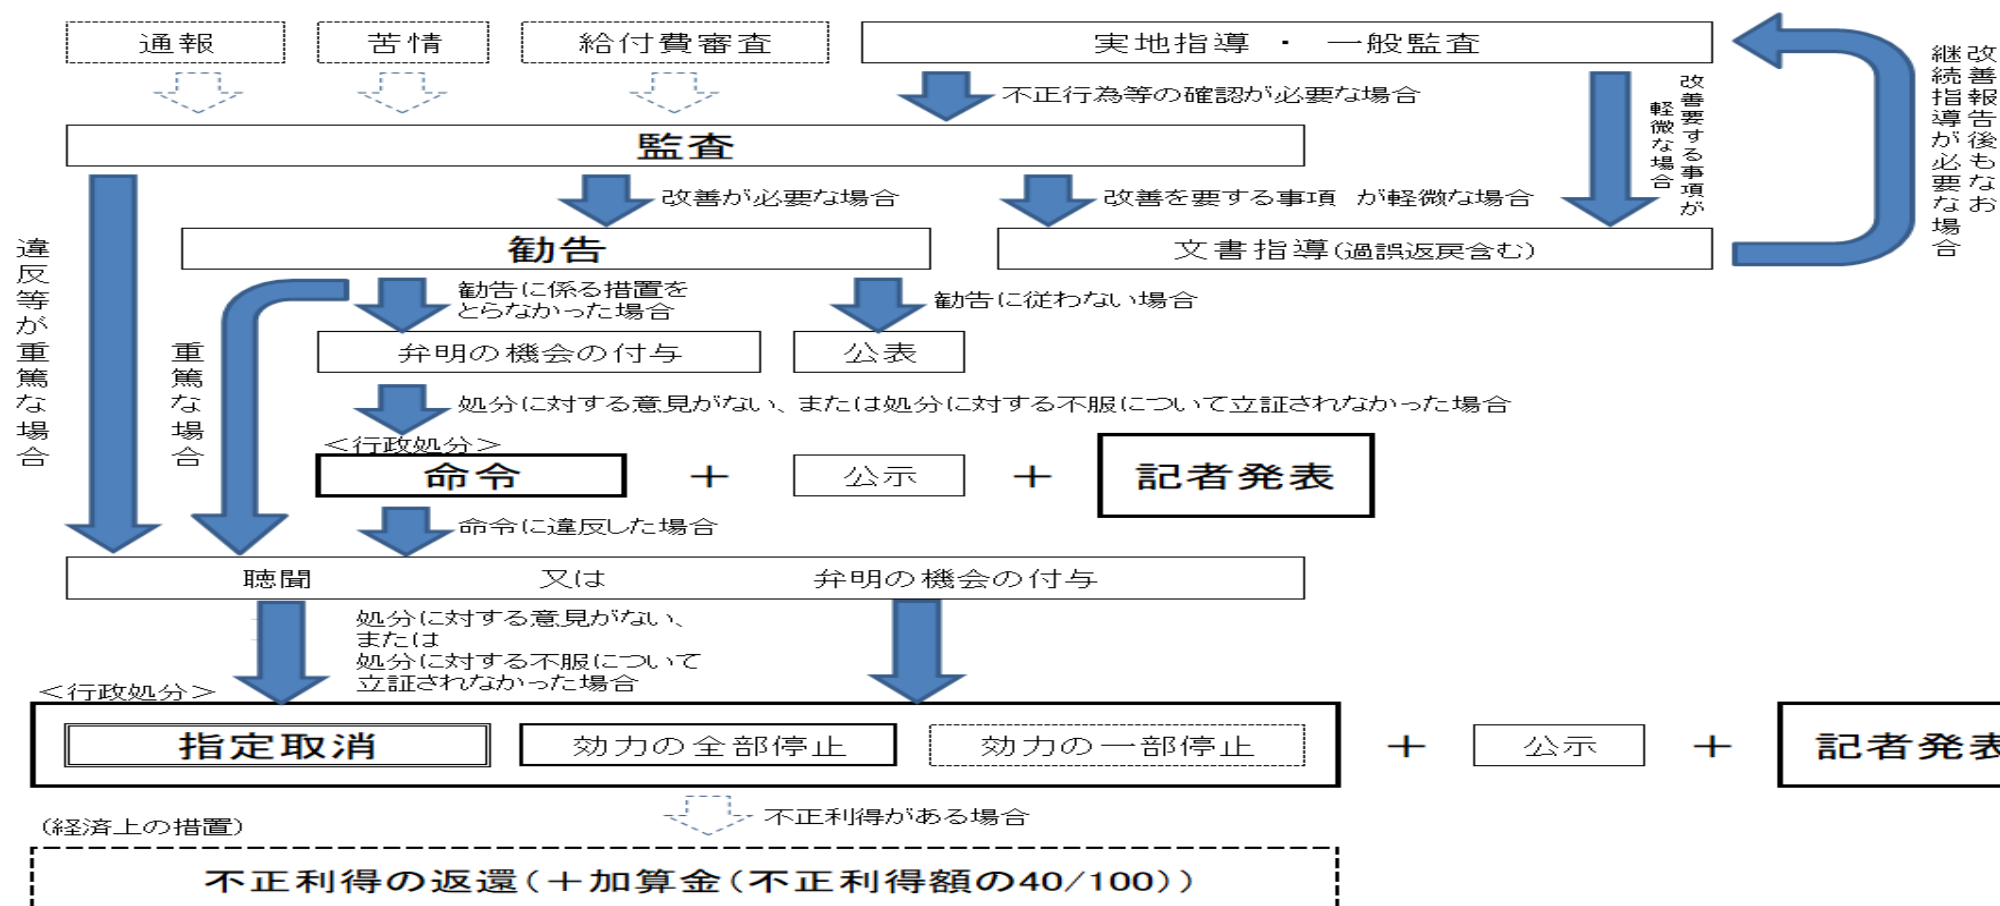 通報
苦情
給付費審査
実地指導 ・ 一般監査
不正行為等の確認が必要な場合
改善要する事項が
軽微な場合
改善報告後もなお
継続指導が必要な場合
監査
改善が必要な場合
改善を要する事項 が軽微な場合
違反等が重篤な場合
勧告
文書指導(過誤返戻含む)
重篤な場合
勧告に係る措置を
とらなかった場合
勧告に従わない場合
弁明の機会の付与
公表
処分に対する意見がない、または処分に対する不服について立証されなかった場合
<行政処分>
命令
+
公示
+
記者発表
命令に違反した場合
聴聞 又は 弁明の機会の付与
処分に対する意見がない、
または
処分に対する不服について
立証されなかった場合
<行政処分>
指定取消
効力の全部停止
効力の一部停止
+
公示
+
記者発表
不正利得がある場合
(経済上の措置)
不正利得の返還(+加算金(不正利得額の40/100))